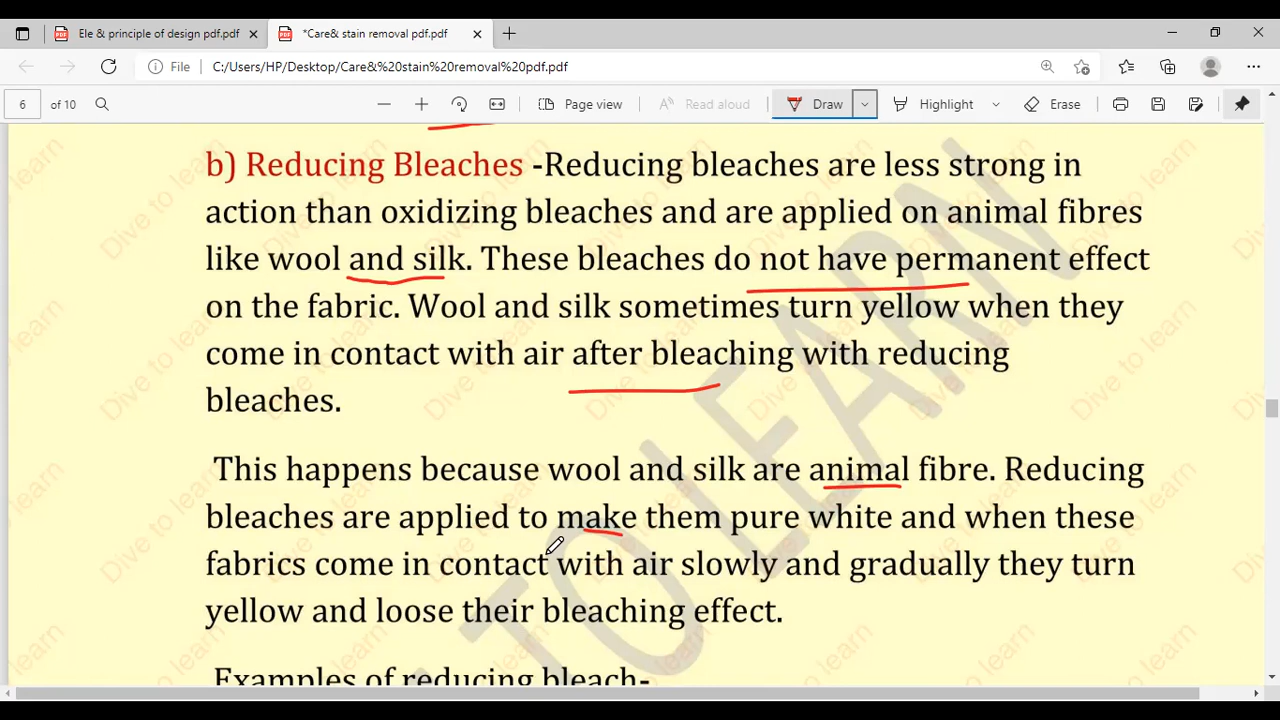 Ele & principle of design pdf.pdf
*Care& stain removal pdf.pdf
File C:/Users/HP/Desktop/Care&%20stain%20removal%20pdf.pdf
6 of 10 Page view Read aloud Draw Highlight Erase
b) Reducing Bleaches -Reducing bleaches are less strong in
action than oxidizing bleaches and are applied on animal fibres
like wool and silk. These bleaches do not have permanent effect
on the fabric. Wool and silk sometimes turn yellow when they
come in contact with air after bleaching with reducing
bleaches.
This happens because wool and silk are animal fibre. Reducing
bleaches are applied to make them pure white and when these
fabrics come in contact with air slowly and gradually they turn
yellow and loose their bleaching effect.
Examples of reducing bleach-
Dive to learn
TO LEARN